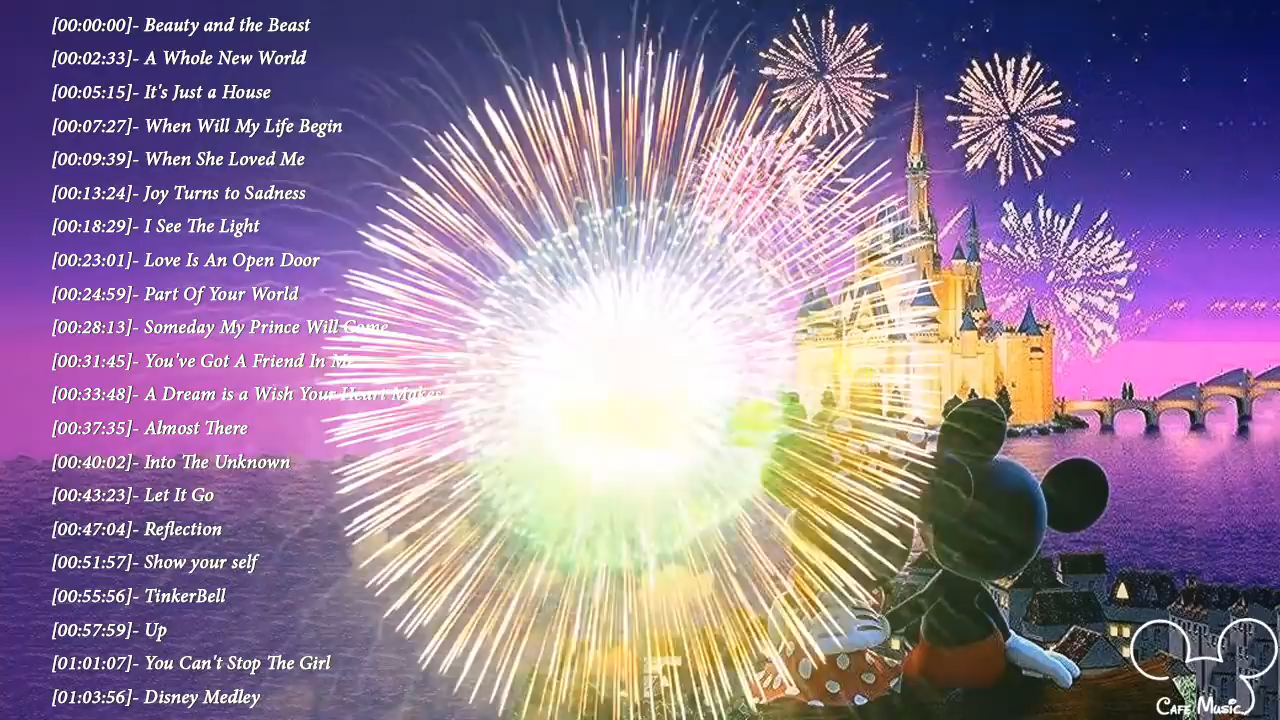 [00:00:00]- Beauty and the Beast
[00:02:33]- A Whole New World
[00:05:15]- It's Just a House
[00:07:27]- When Will My Life Begin
[00:09:39]- When She Loved Me
[00:13:24]- Joy Turns to Sadness
[00:18:29]- I See The Light
[00:23:01]- Love Is An Open Door
[00:24:59]- Part Of Your World
[00:28:13]- Someday My Prince Will Come
[00:31:45]- You've Got A Friend In Me
[00:33:48]- A Dream is a Wish Your Heart Makes
[00:37:35]- Almost There
[00:40:02]- Into The Unknown
[00:43:23]- Let It Go
[00:47:04]- Reflection
[00:51:57]- Show your self
[00:55:56]- TinkerBell
[00:57:59]- Up
[01:01:07]- You Can't Stop The Girl
[01:03:56]- Disney Medley
Cafe Music